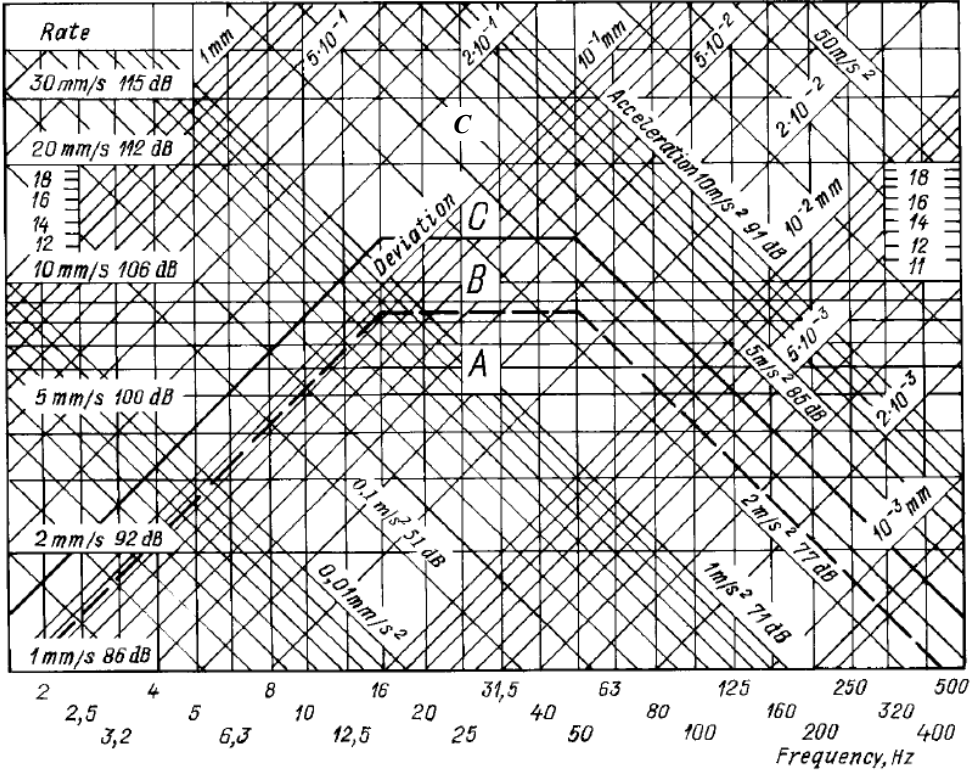 Rate
30 mm/s 115 dB
20 mm/s 112 dB
18
16
14
12
10 mm/s 106 dB
5 mm/s 100 dB
2 mm/s 92 dB
1 mm/s 86 dB
1 mm
5·10⁻¹
2·10⁻¹
10⁻¹ mm
5·10⁻²
50m/s²
2·10⁻²
C
Acceleration 10m/s² 91 dB
10⁻² mm
18
16
14
12
11
Deviation
C
B
A
5·10⁻³
5m/s² 85 dB
2·10⁻³
10⁻³ mm
0,1m/s² 51 dB
0,01mm/s²
2m/s² 77 dB
1m/s² 71 dB
2 4 8 16 31,5 63 125 250 500
2,5 5 10 20 40 80 160 320
3,2 6,3 12,5 25 50 100 200 400
Frequency, Hz